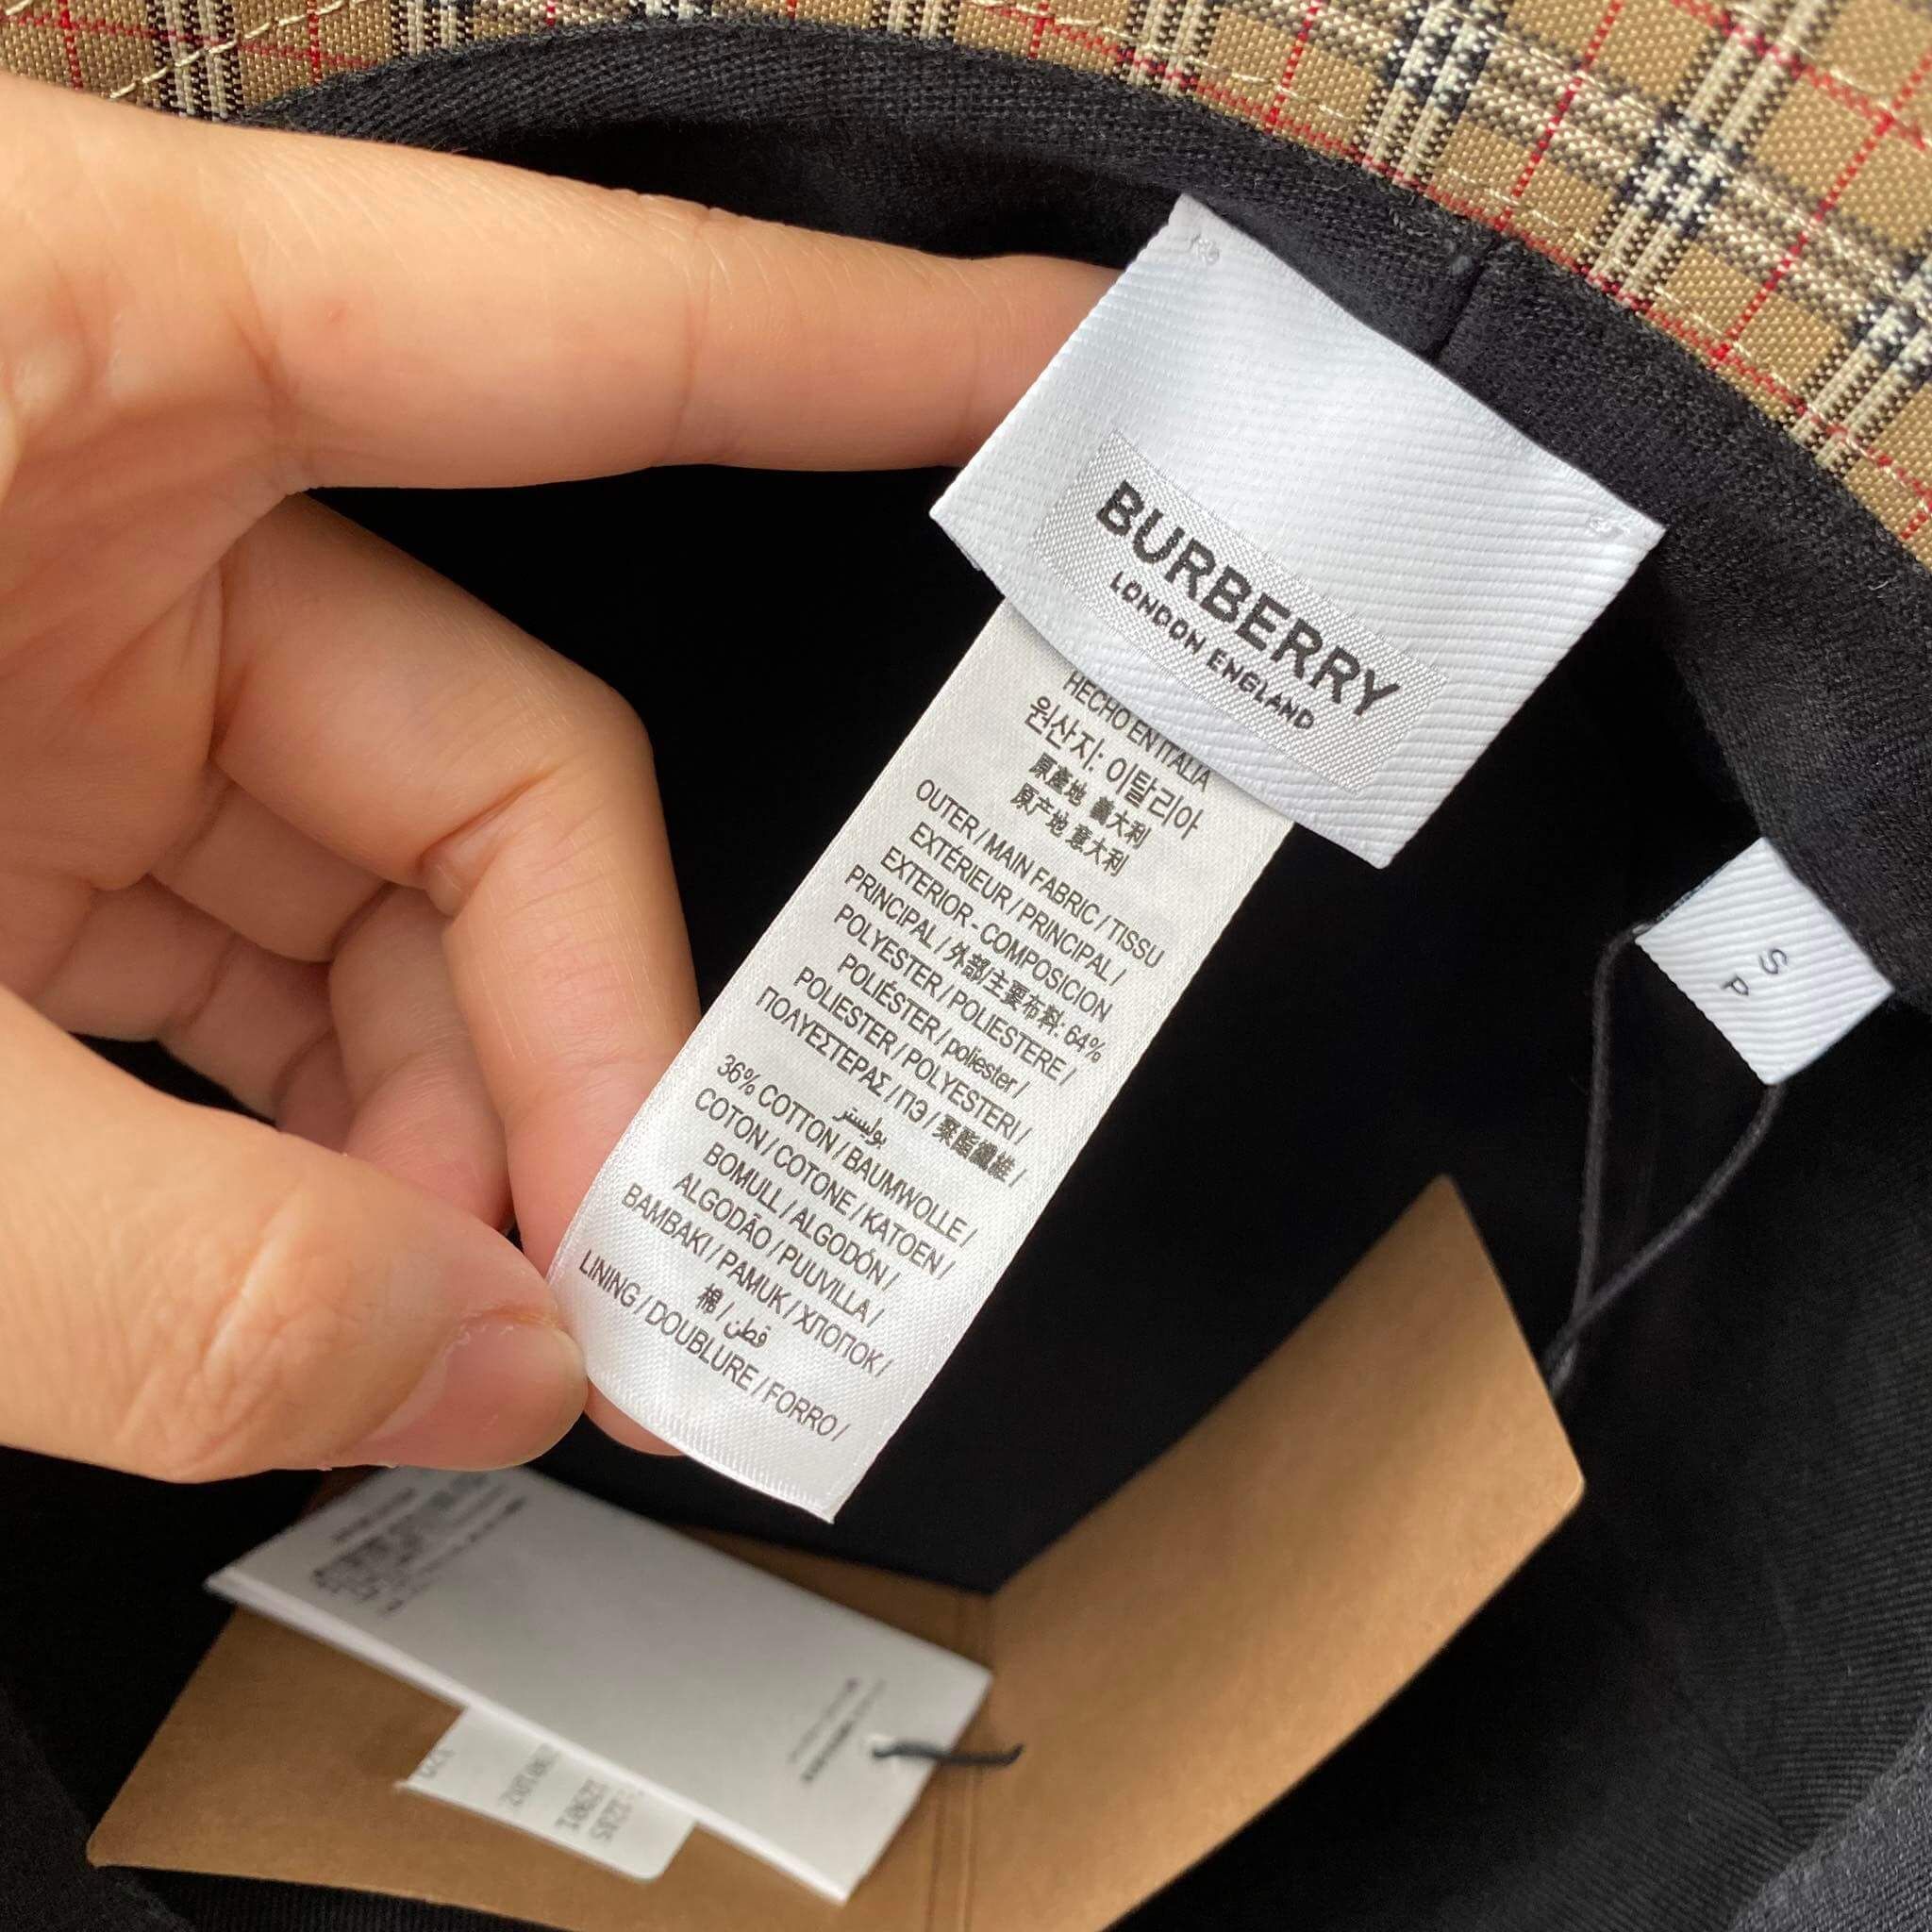 BURBERRY
LONDON ENGLAND
HECHO EN ITALIA
원산지: 이탈리아
原產地 義大利
原产地 意大利
OUTER / MAIN FABRIC / TISSU
EXTÉRIEUR / PRINCIPAL /
EXTERIOR - COMPOSICION
PRINCIPAL / 外部/主要布料: 64%
POLYESTER / POLIESTERE /
POLIÉSTER / poliester /
POLIESTER / POLYESTERI /
ΠΟΛΥΕΣΤΕΡΑΣ / ПЭ / 聚酯纖維 /
بوليستر
36% COTTON / BAUMWOLLE /
COTON / COTONE / KATOEN /
BOMULL / ALGODÓN /
ALGODÃO / PUUVILLA /
ΒΑΜΒΑΚΙ / PAMUK / ХЛОПОК /
棉 / قطن
LINING / DOUBLURE / FORRO /
S
P